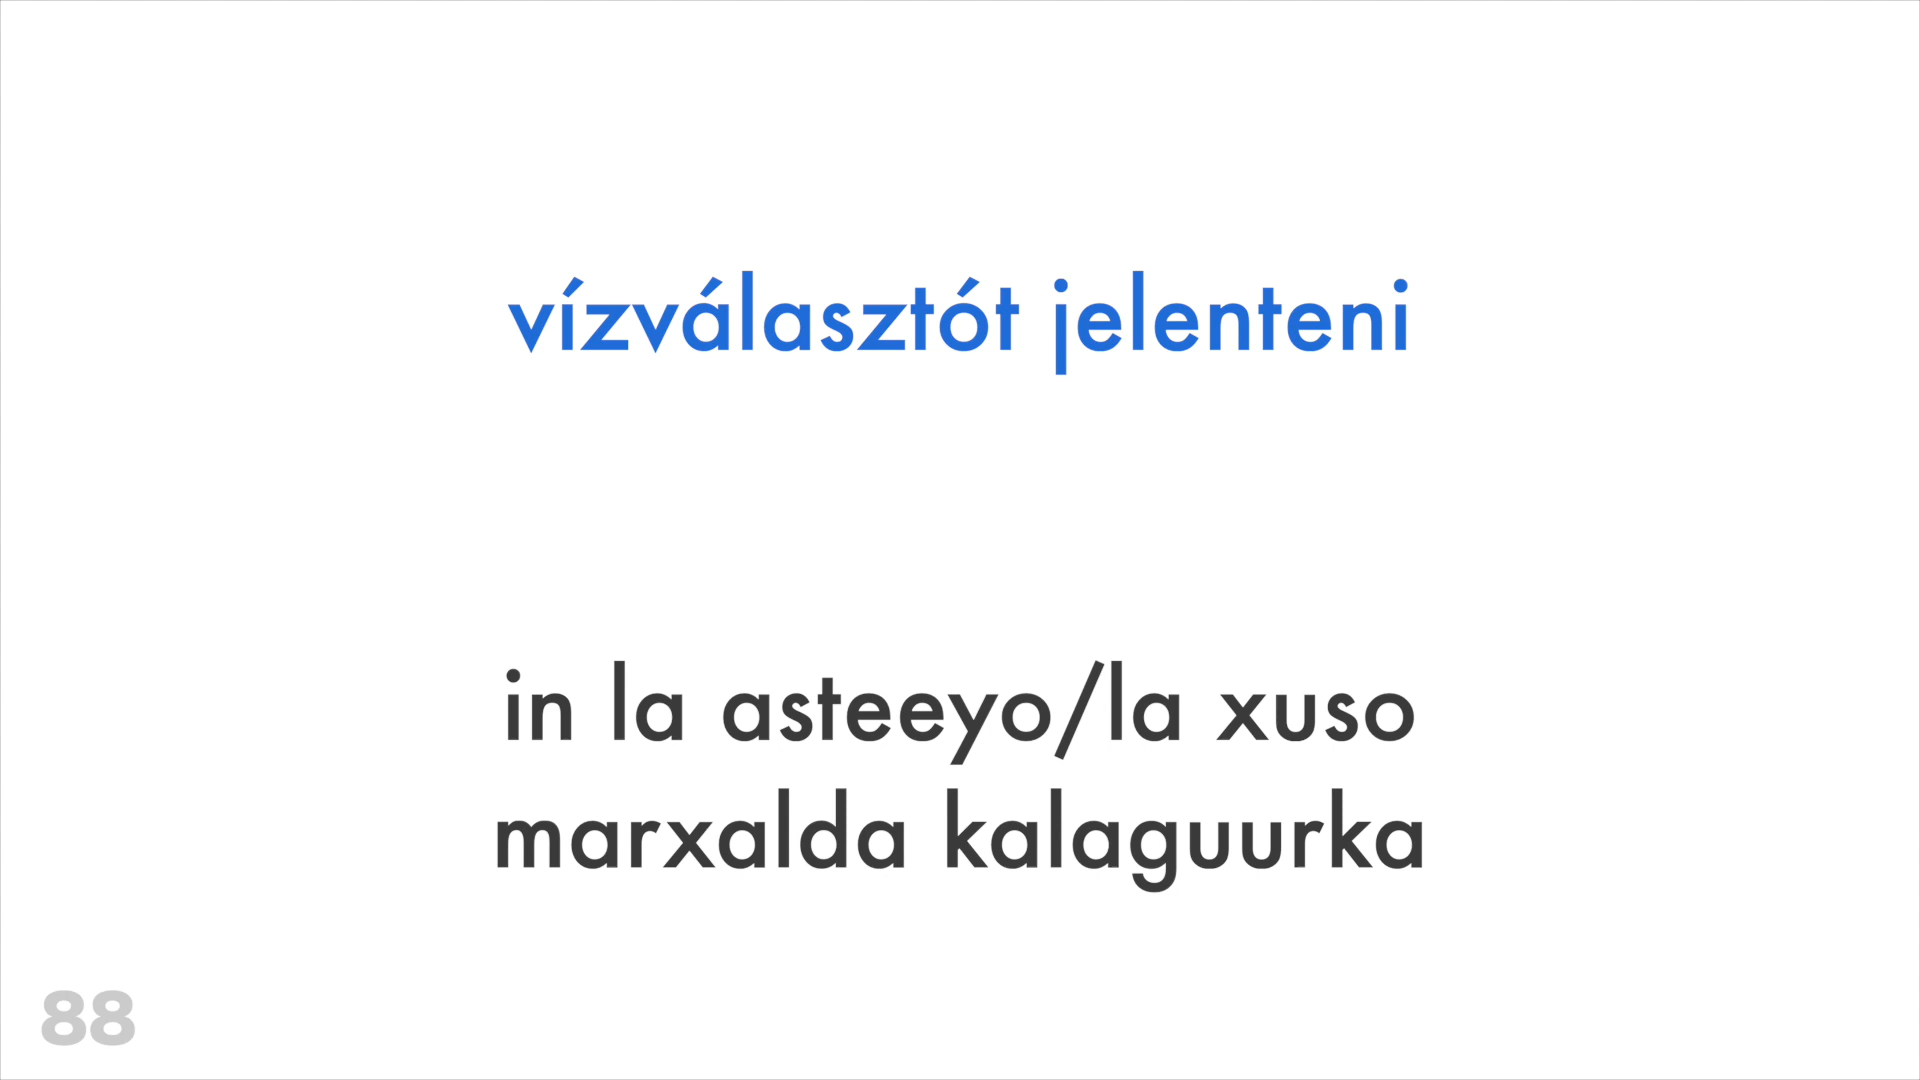 vízválasztót jelenteni
in la asteeyo/la xuso
marxalda kalaguurka
88